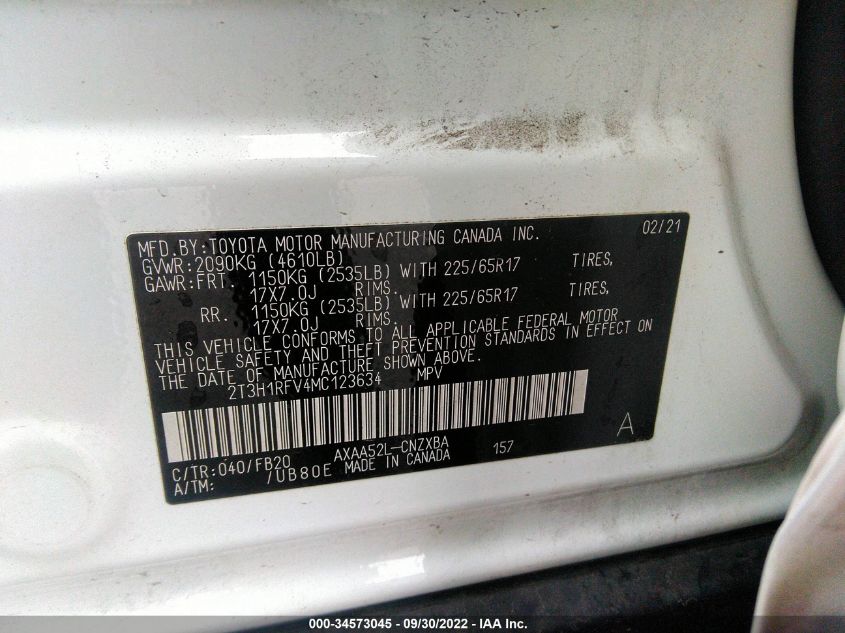 MFD.BY:TOYOTA MOTOR MANUFACTURING CANADA INC. 02/21
GVWR:2090KG (4610LB)
GAWR:FRT. 1150KG (2535LB) WITH 225/65R17 TIRES,
17X7.0J RIMS.
RR. 1150KG (2535LB) WITH 225/65R17 TIRES,
17X7.0J RIMS.
THIS VEHICLE CONFORMS TO ALL APPLICABLE FEDERAL MOTOR
VEHICLE SAFETY AND THEFT PREVENTION STANDARDS IN EFFECT ON
THE DATE OF MANUFACTURE SHOWN ABOVE.
2T3H1RFV4MC123634 MPV
A
C/TR:040/FB20 AXAA52L-CNZXBA 157
A/TM: /UB80E MADE IN CANADA
000-34573045 - 09/30/2022 - IAA Inc.